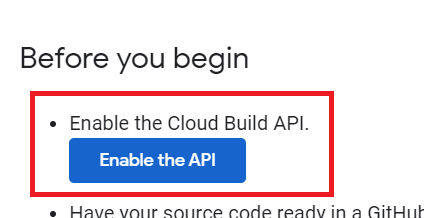 Before you begin
• Enable the Cloud Build API.
Enable the API
• Have your source code ready in a GitHub